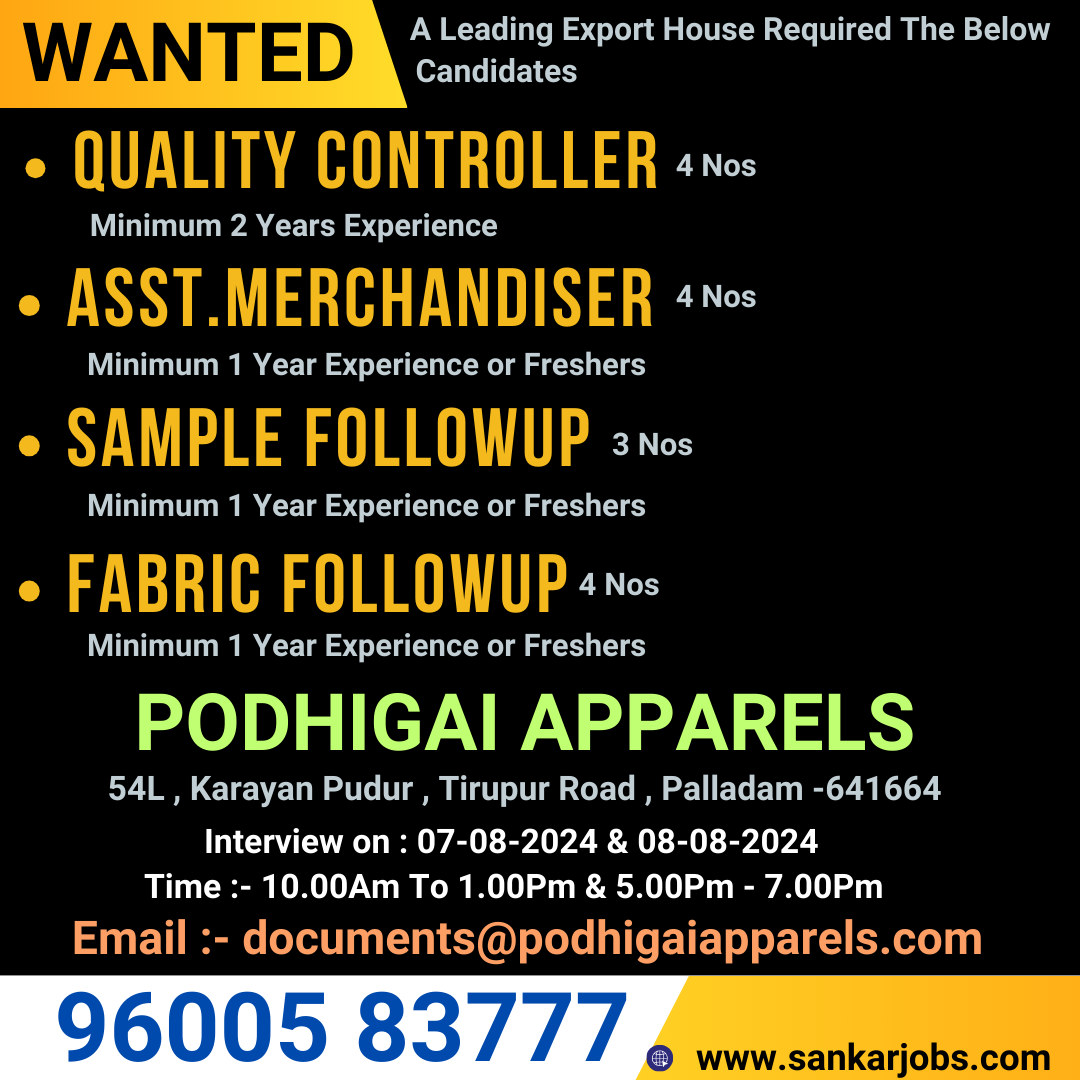 WANTED
A Leading Export House Required The Below
Candidates
• QUALITY CONTROLLER 4 Nos
Minimum 2 Years Experience
• ASST.MERCHANDISER 4 Nos
Minimum 1 Year Experience or Freshers
• SAMPLE FOLLOWUP 3 Nos
Minimum 1 Year Experience or Freshers
• FABRIC FOLLOWUP 4 Nos
Minimum 1 Year Experience or Freshers
PODHIGAI APPARELS
54L , Karayan Pudur , Tirupur Road , Palladam -641664
Interview on : 07-08-2024 & 08-08-2024
Time :- 10.00Am To 1.00Pm & 5.00Pm - 7.00Pm
Email :- documents@podhigaiapparels.com
96005 83777
www.sankarjobs.com